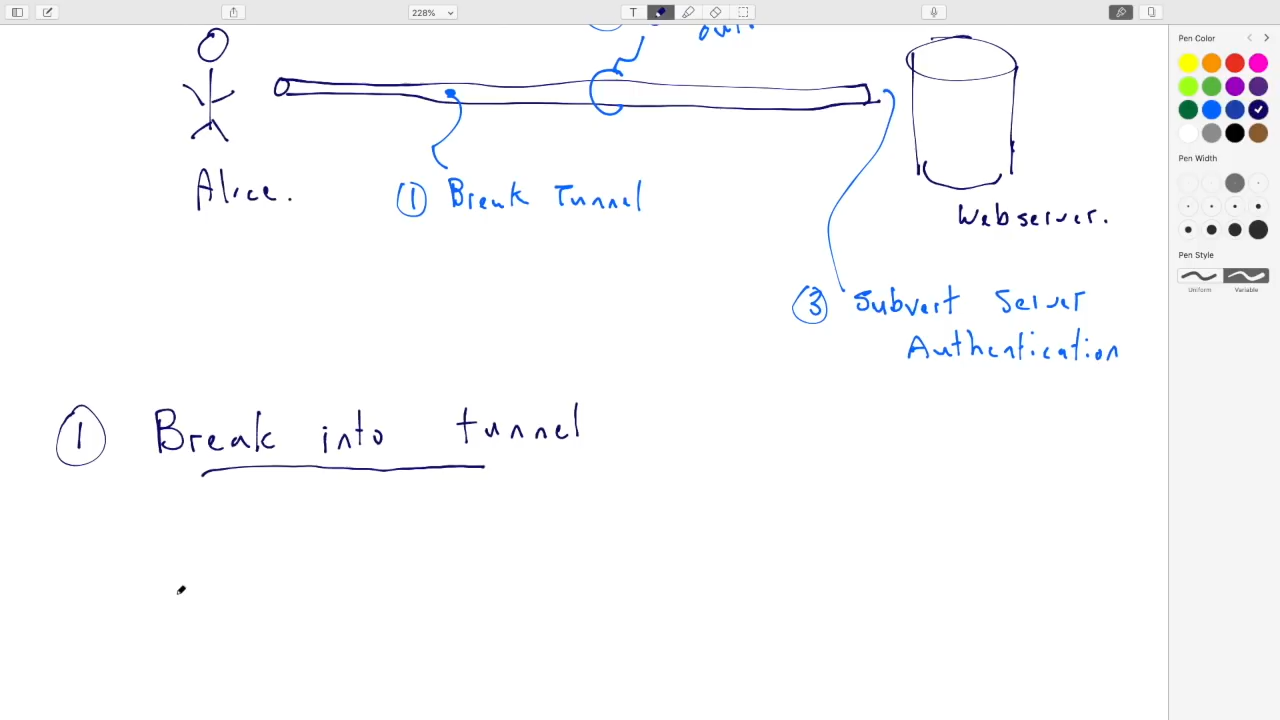 228%
T
Pen Color
Alice.
① Break Tunnel
Webserver.
Pen Width
Pen Style
Uniform
Variable
③ Subvert Server
Authentication
① Break into tunnel